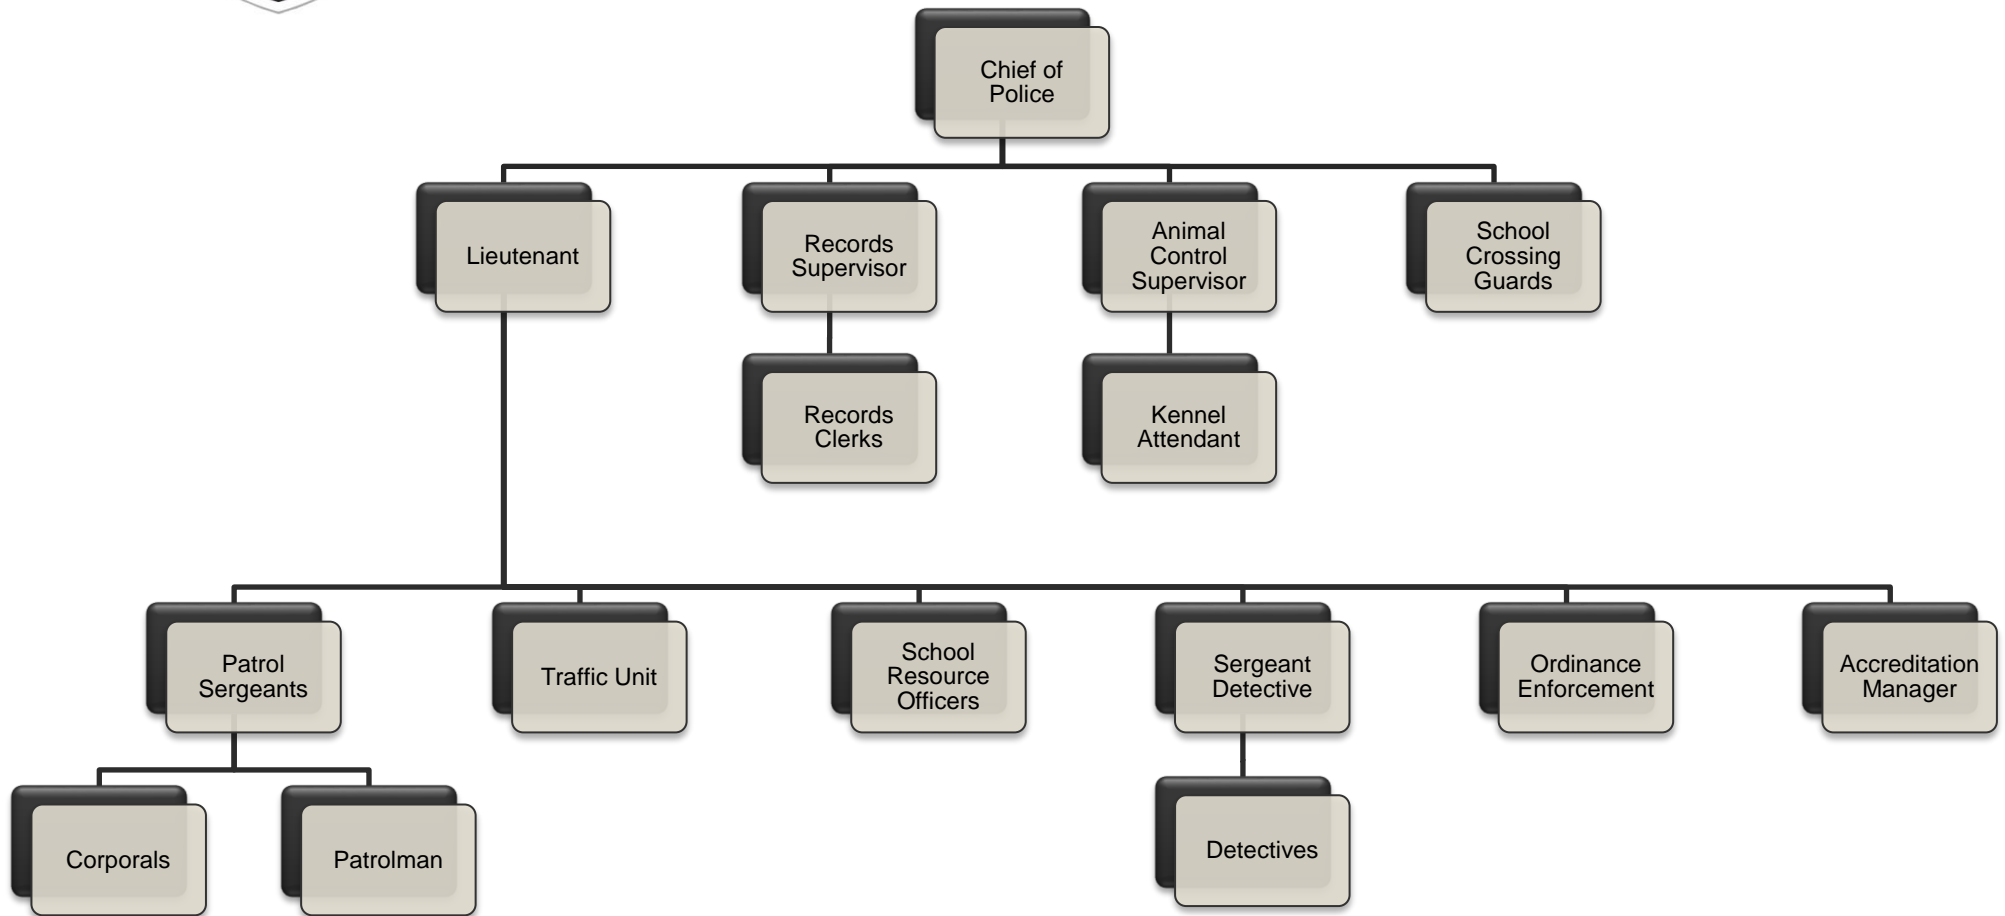 Chief of
Police
Lieutenant
Records
Supervisor
Animal
Control
Supervisor
School
Crossing
Guards
Records
Clerks
Kennel
Attendant
Patrol
Sergeants
Traffic Unit
School
Resource
Officers
Sergeant
Detective
Ordinance
Enforcement
Accreditation
Manager
Corporals
Patrolman
Detectives